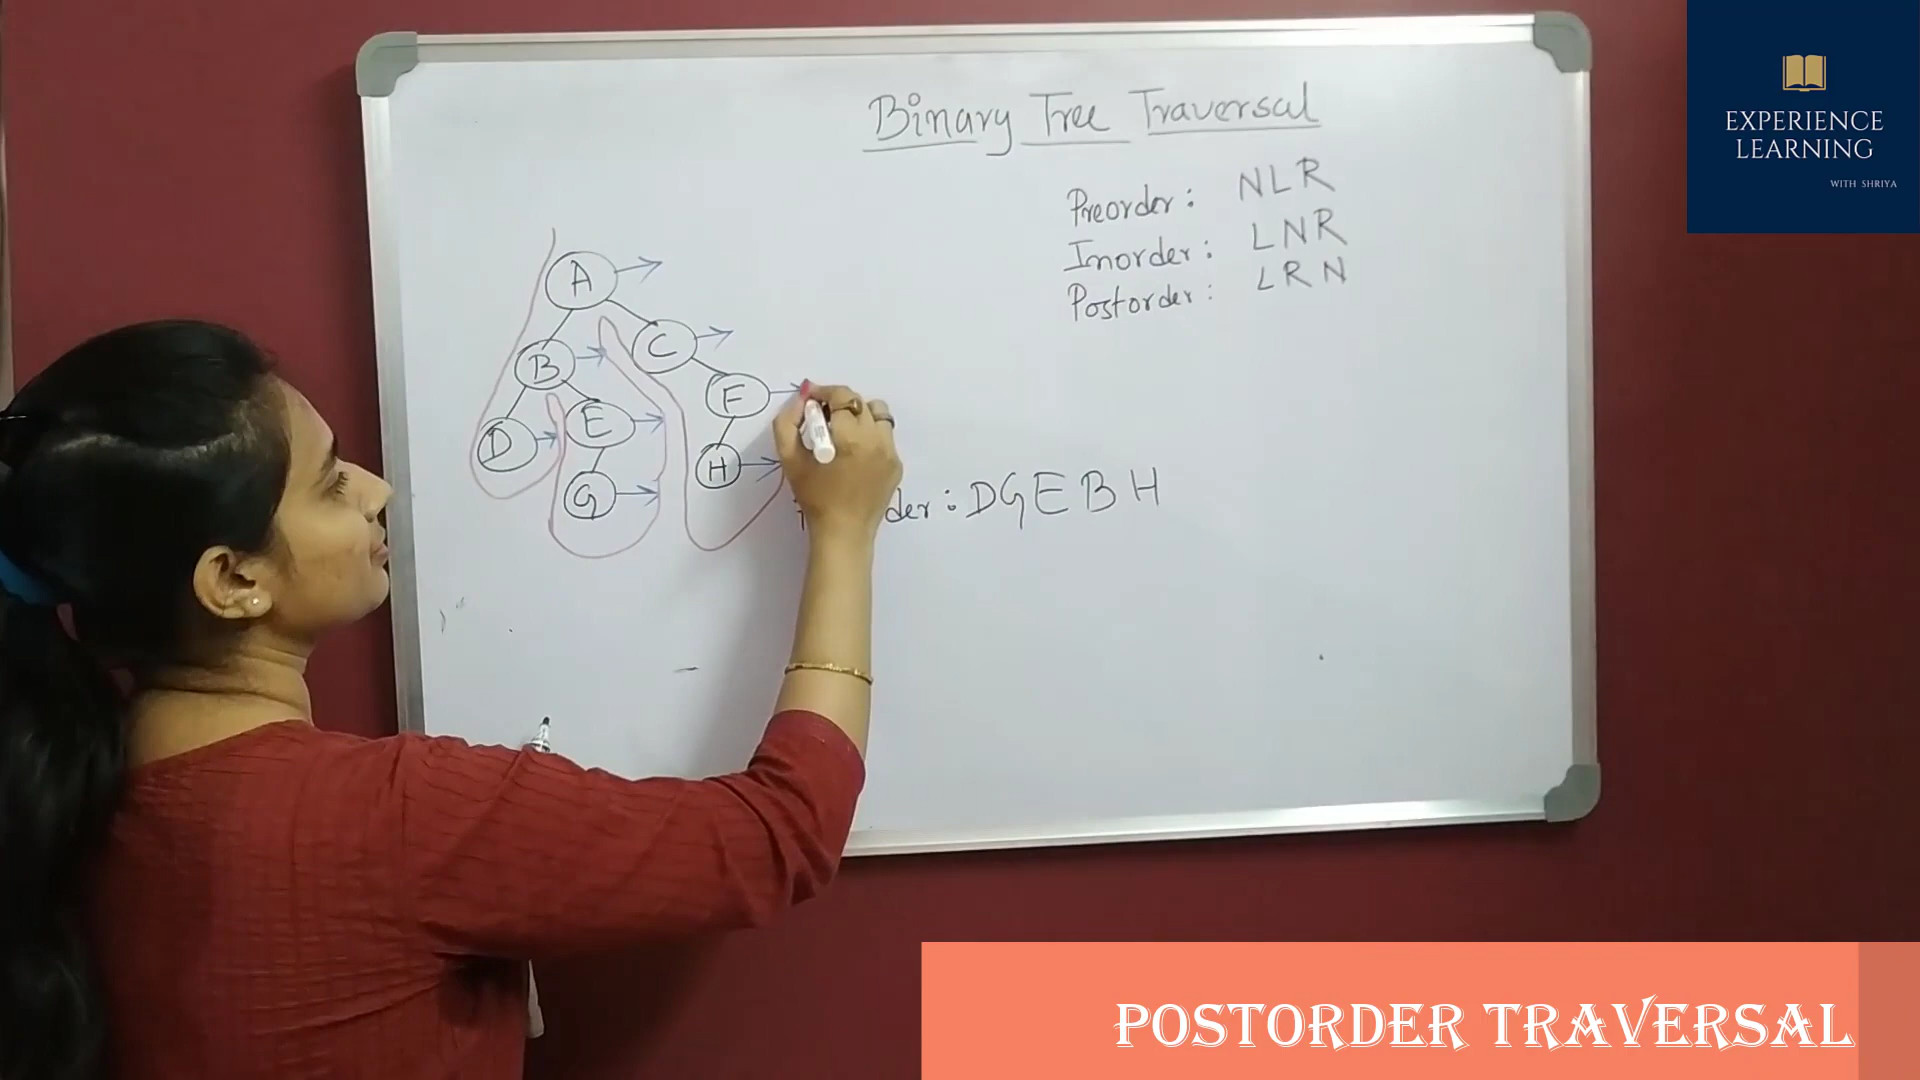 EXPERIENCE
LEARNING
WITH SHRIYA
Binary Tree Traversal
Preorder : NLR
Inorder : LNR
Postorder : LRN
A
B
C
D
E
F
G
H
der : DGEBH
POSTORDER TRAVERSAL